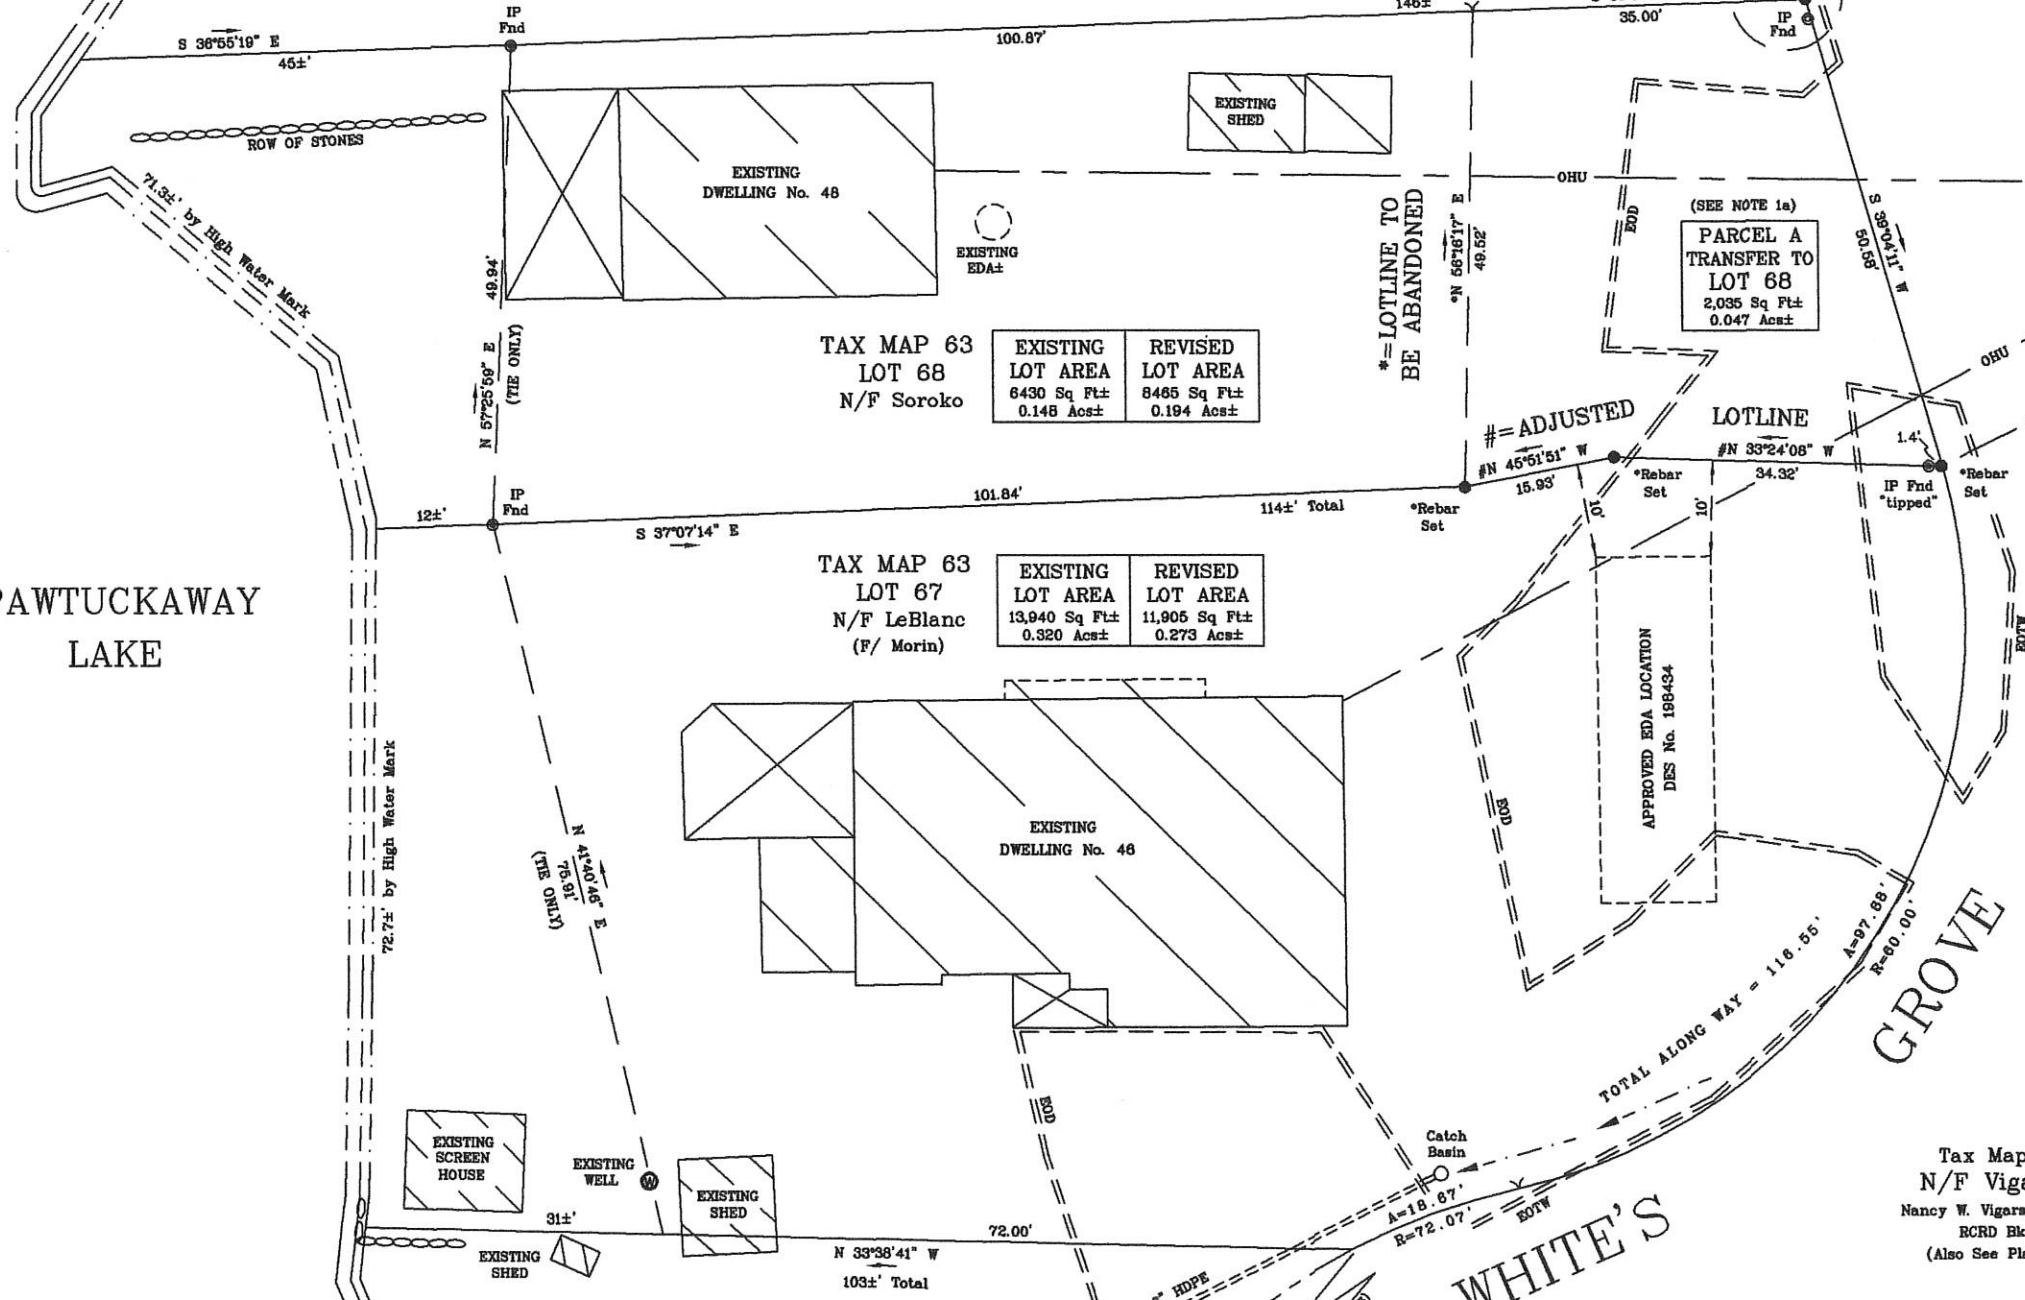 IP
Fnd
S 36°55'19" E
45±'
100.87'
146±
35.00'
IP
Fnd
ROW OF STONES
EXISTING
DWELLING No. 48
EXISTING
SHED
EXISTING
EDA±
OHU
EOD
71.3±' by High Water Mark
49.94'
N 57°25'59" E
(TIE ONLY)
*=LOTLINE TO
BE ABANDONED
*N 56°16'17" E
49.52'
(SEE NOTE 1a)
PARCEL A
TRANSFER TO
LOT 68
2,035 Sq Ft±
0.047 Acs±
S 39°04'11" W
50.58'
OHU
TAX MAP 63
LOT 68
N/F Soroko
EXISTING
LOT AREA
6430 Sq Ft±
0.148 Acs±
REVISED
LOT AREA
8465 Sq Ft±
0.194 Acs±
#=ADJUSTED
LOTLINE
#N 45°51'51" W
15.93'
#N 33°24'08" W
34.32'
1.4'
*Rebar
Set
IP Fnd
"tipped"
*Rebar
Set
*Rebar
Set
10'
10'
12±'
IP
Fnd
101.84'
S 37°07'14" E
114±' Total
TAX MAP 63
LOT 67
N/F LeBlanc
(F/ Morin)
EXISTING
LOT AREA
13,940 Sq Ft±
0.320 Acs±
REVISED
LOT AREA
11,905 Sq Ft±
0.273 Acs±
PAWTUCKAWAY
LAKE
72.7±' by High Water Mark
N 41°40'46" E
75.91'
(TIE ONLY)
EXISTING
DWELLING No. 46
APPROVED EDA LOCATION
DES No. 198434
EOD
EOTW
A=97.88'
R=60.00'
TOTAL ALONG WAY = 116.55'
GROVE
EXISTING
SCREEN
HOUSE
EXISTING
WELL
W
EXISTING
SHED
EOD
Catch
Basin
A=18.67'
R=72.07'
EOTW
31±'
72.00'
EXISTING
SHED
N 33°38'41" W
103±' Total
" HDPE
WHITE'S
Tax Map
N/F Viga
Nancy W. Vigars
RCRD Bk
(Also See Pl